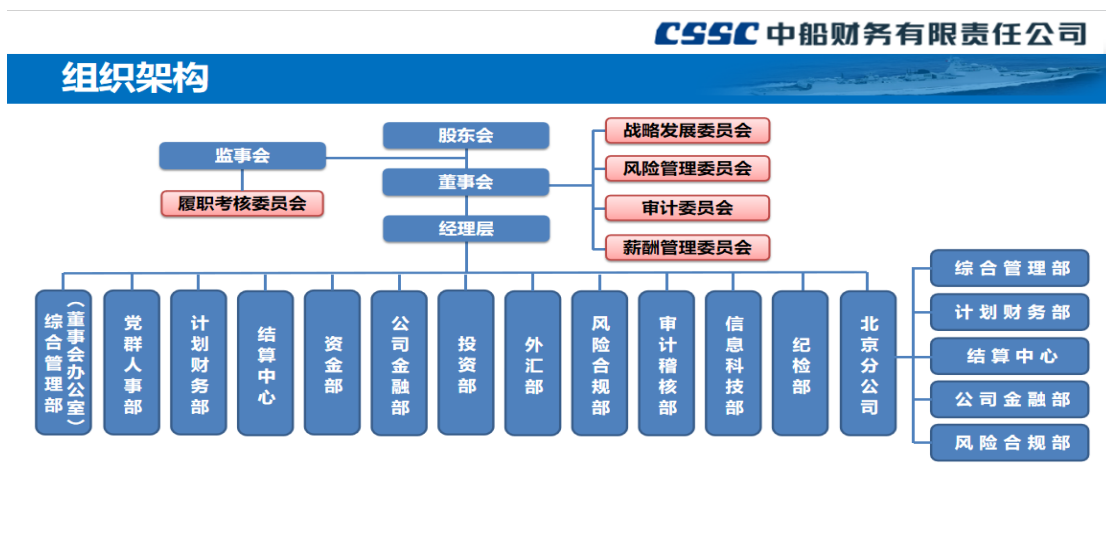 CSSC 中船财务有限责任公司
组织架构
股东会
监事会
董事会
履职考核委员会
经理层
战略发展委员会
风险管理委员会
审计委员会
薪酬管理委员会
综合管理部
（董事会办公室）
党群人事部
计划财务部
结算中心
资金部
公司金融部
投资部
外汇部
风险合规部
审计稽核部
信息科技部
纪检部
北京分公司
综合管理部
计划财务部
结算中心
公司金融部
风险合规部